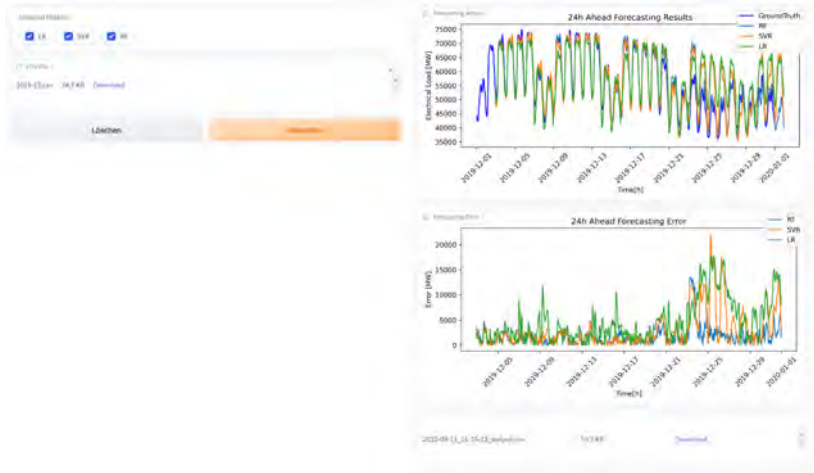 LR
SVR
RF
Download
Löschen
24h Ahead Forecasting Results
GroundTruth
RF
SVR
LR
Electrical Load [MW]
75000
70000
65000
60000
55000
50000
45000
40000
35000
2019-12-01
2019-12-05
2019-12-09
2019-12-13
2019-12-17
2019-12-21
2019-12-25
2019-12-29
2020-01-01
Time[h]
24h Ahead Forecasting Error
RF
SVR
LR
Error [MW]
20000
15000
10000
5000
0
2019-12-05
2019-12-09
2019-12-13
2019-12-17
2019-12-21
2019-12-25
2019-12-29
2020-01-01
Time[h]
Download